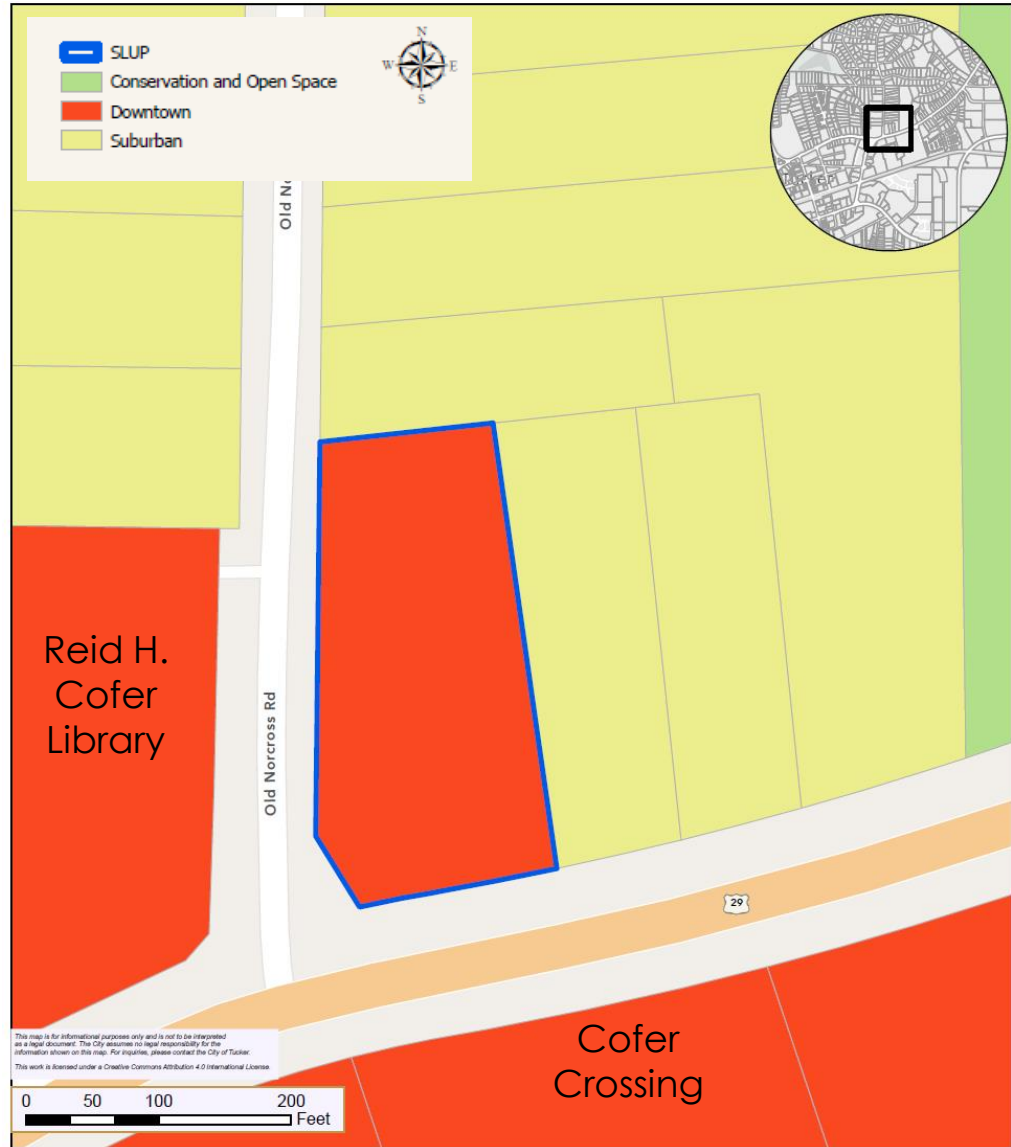 SLUP
Conservation and Open Space
Downtown
Suburban
N
W E
S
Old No
Reid H.
Cofer
Library
Old Norcross Rd
29
Cofer
Crossing
This map is for informational purposes only and is not to be interpreted
as a legal document. The City assumes no legal responsibility for the
information shown on this map. For inquiries, please contact the City of Tucker.
This work is licensed under a Creative Commons Attribution 4.0 International License.
0 50 100 200
Feet